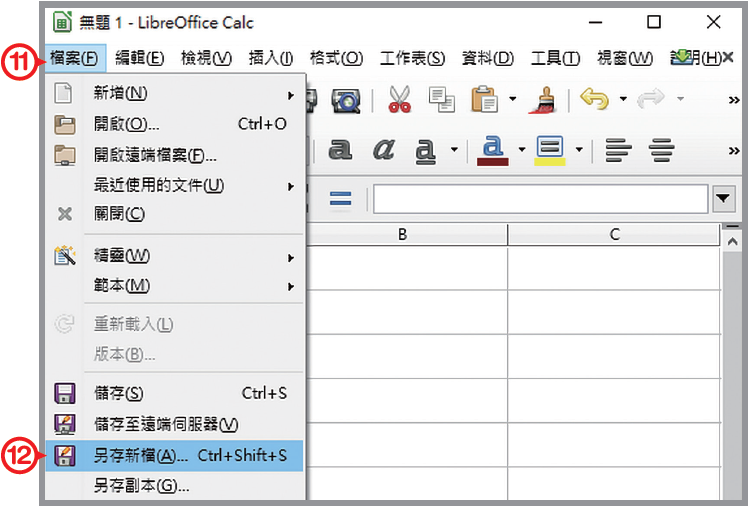 無題 1 - LibreOffice Calc
11 檔案(F) 編輯(E) 檢視(V) 插入(I) 格式(O) 工作表(S) 資料(D) 工具(T) 視窗(W) 說明(H)
新增(N)
開啟(O)... Ctrl+O
開啟遠端檔案(F)...
最近使用的文件(U)
關閉(C)
精靈(W)
範本(M)
重新載入(L)
版本(B)...
儲存(S) Ctrl+S
儲存至遠端伺服器(V)
12 另存新檔(A)... Ctrl+Shift+S
另存副本(G)...
a a a a
B C